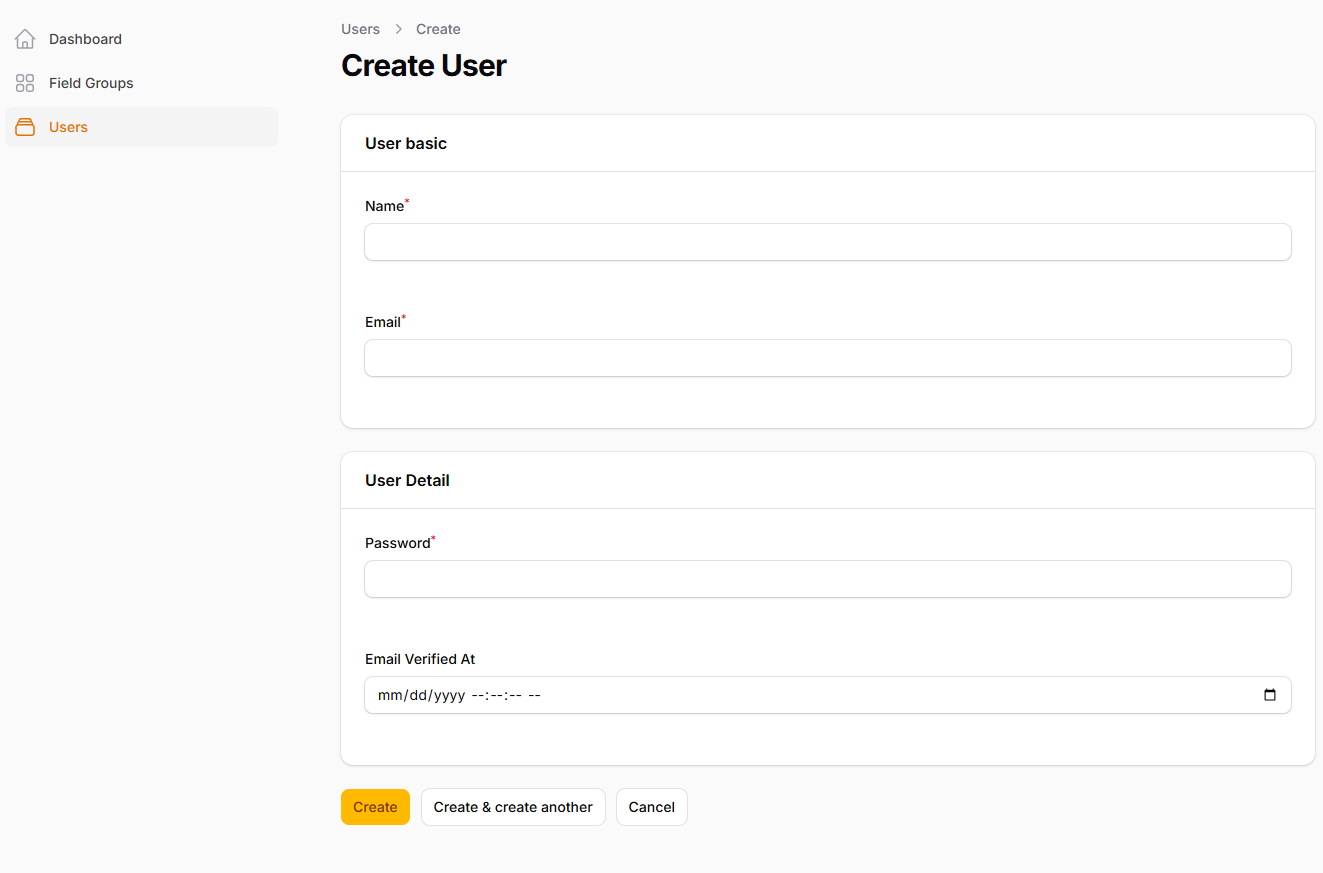 Dashboard
Field Groups
Users
Users > Create
Create User
User basic
Name*
Email*
User Detail
Password*
Email Verified At
mm/dd/yyyy --:--:-- --
Create
Create & create another
Cancel